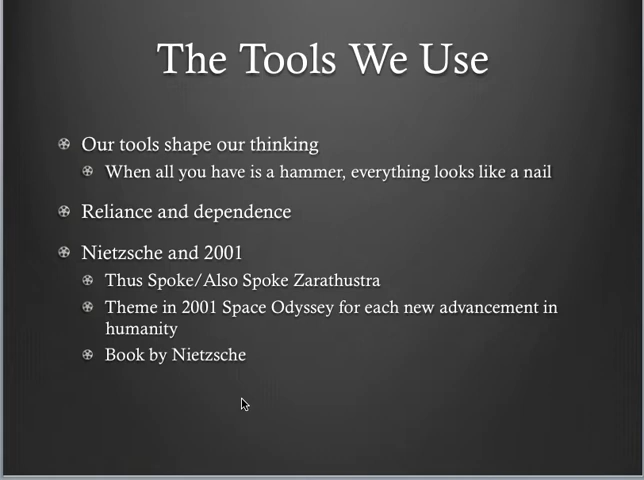 The Tools We Use
Our tools shape our thinking
When all you have is a hammer, everything looks like a nail
Reliance and dependence
Nietzsche and 2001
Thus Spoke/Also Spoke Zarathustra
Theme in 2001 Space Odyssey for each new advancement in
humanity
Book by Nietzsche